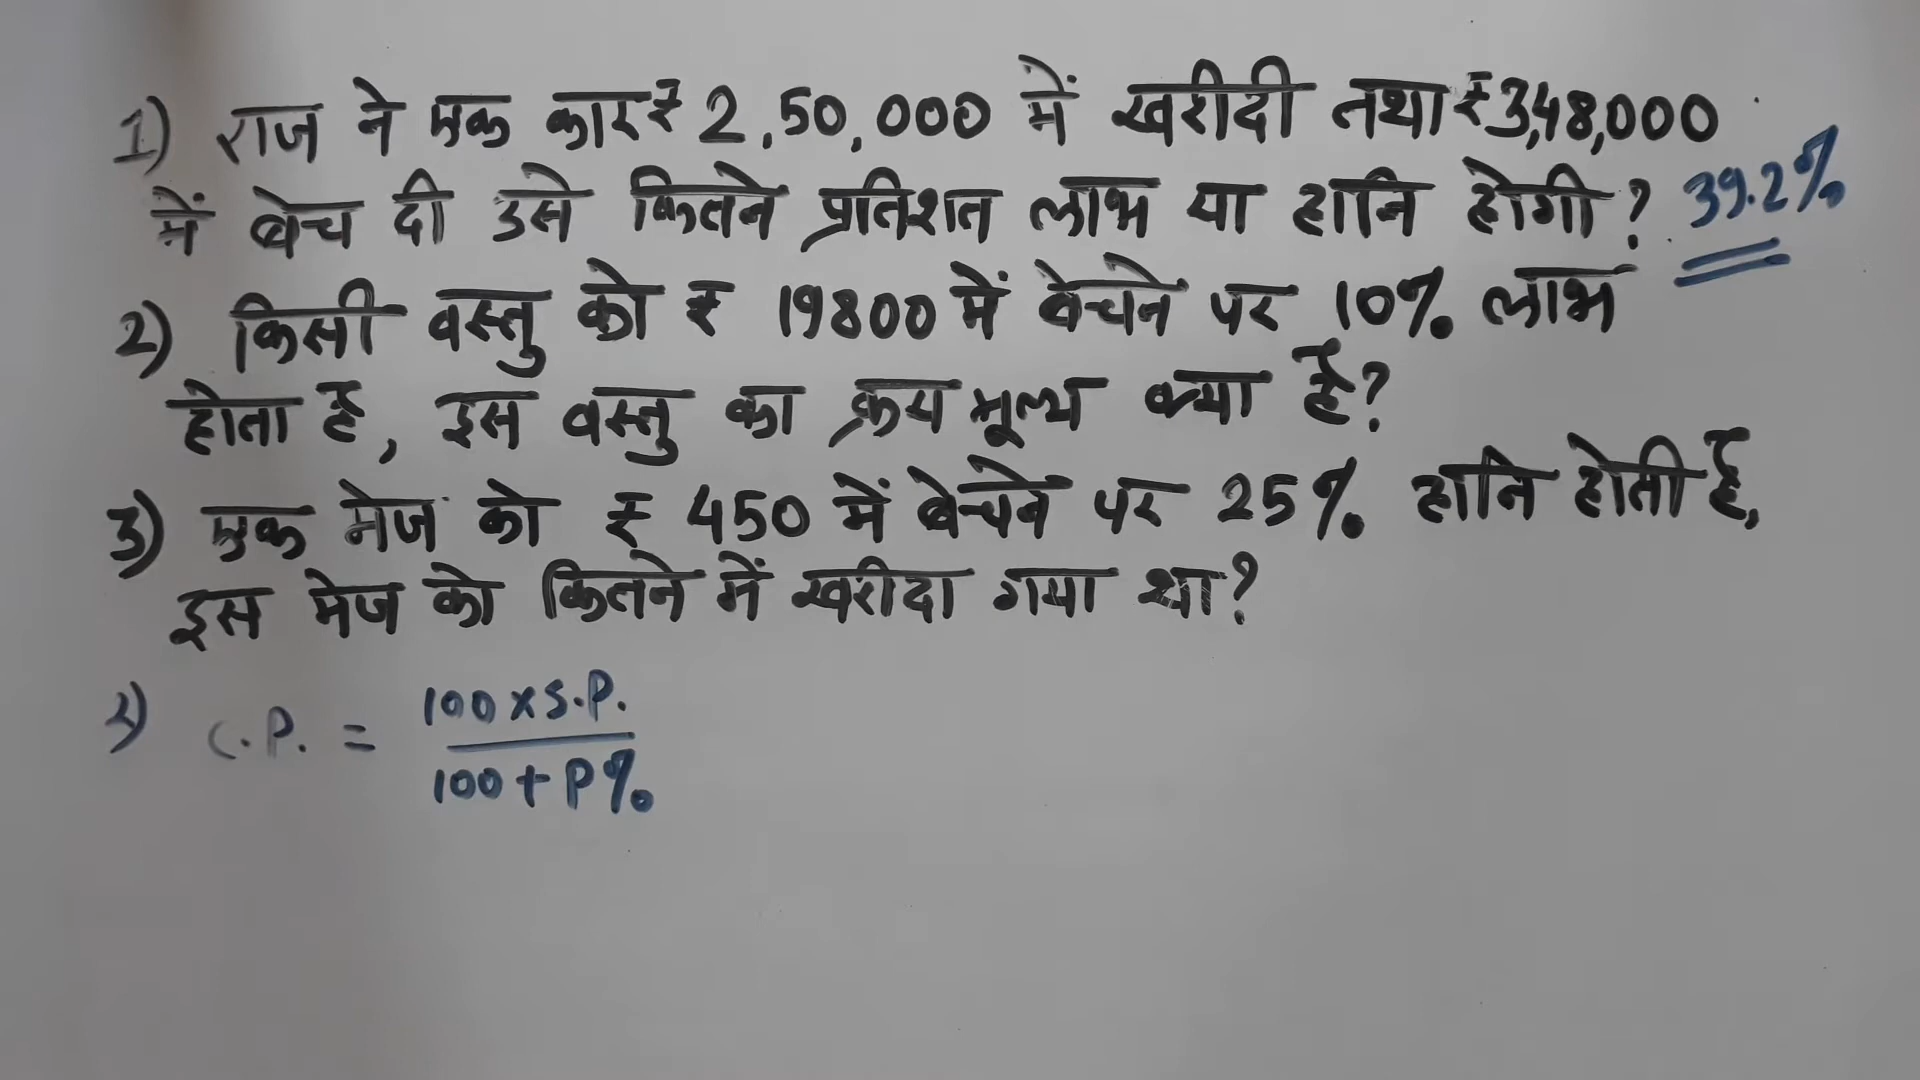 1) राज ने एक कार ₹ 2,50,000 में खरीदी तथा ₹3,48,000
में बेच दी उसे कितने प्रतिशत लाभ या हानि होगी? 39.2%
2) किसी वस्तु को ₹ 19800 में बेचने पर 10% लाभ
होता है, इस वस्तु का क्रय मूल्य क्या है?
3) एक मेज को ₹ 450 में बेचने पर 25% हानि होती है,
इस मेज को कितने में खरीदा गया था?
2) C.P. = 100 x S.P.
100 + P%